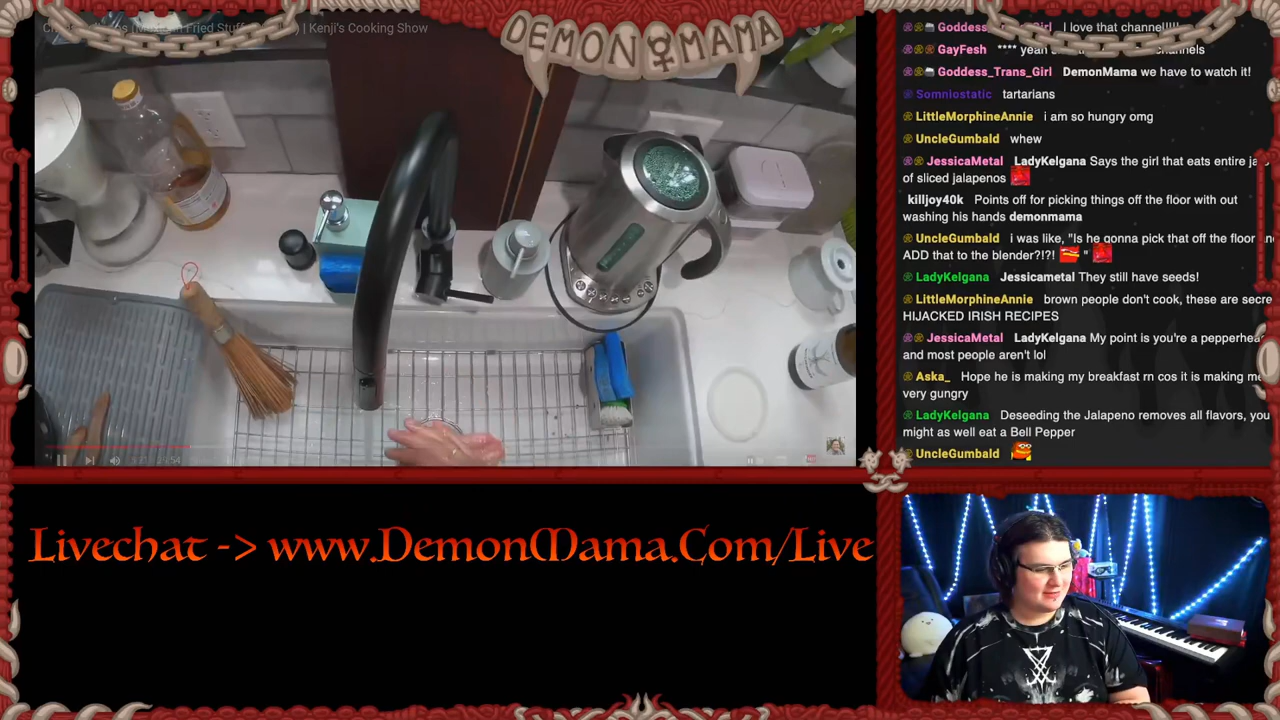 | Kenji's Cooking Show
DEMON MAMA
Goddess_Trans_Girl I love that channel!!!!
GayFesh **** yeah channels
Goddess_Trans_Girl DemonMama we have to watch it!
Somniostatic tartarians
LittleMorphineAnnie i am so hungry omg
UncleGumbald whew
JessicaMetal LadyKelgana Says the girl that eats entire
of sliced jalapenos
killjoy40k Points off for picking things off the floor with out
washing his hands demonmama
UncleGumbald i was like, "Is he gonna pick that off the floor
ADD that to the blender?!?! "
LadyKelgana Jessicametal They still have seeds!
LittleMorphineAnnie brown people don't cook, these are
HIJACKED IRISH RECIPES
JessicaMetal LadyKelgana My point is you're a
and most people aren't lol
Aska_ Hope he is making my breakfast rn cos it is making me
very gungry
LadyKelgana Deseeding the Jalapeno removes all flavors, you
might as well eat a Bell Pepper
UncleGumbald
Livechat -> www.DemonMama.Com/Live